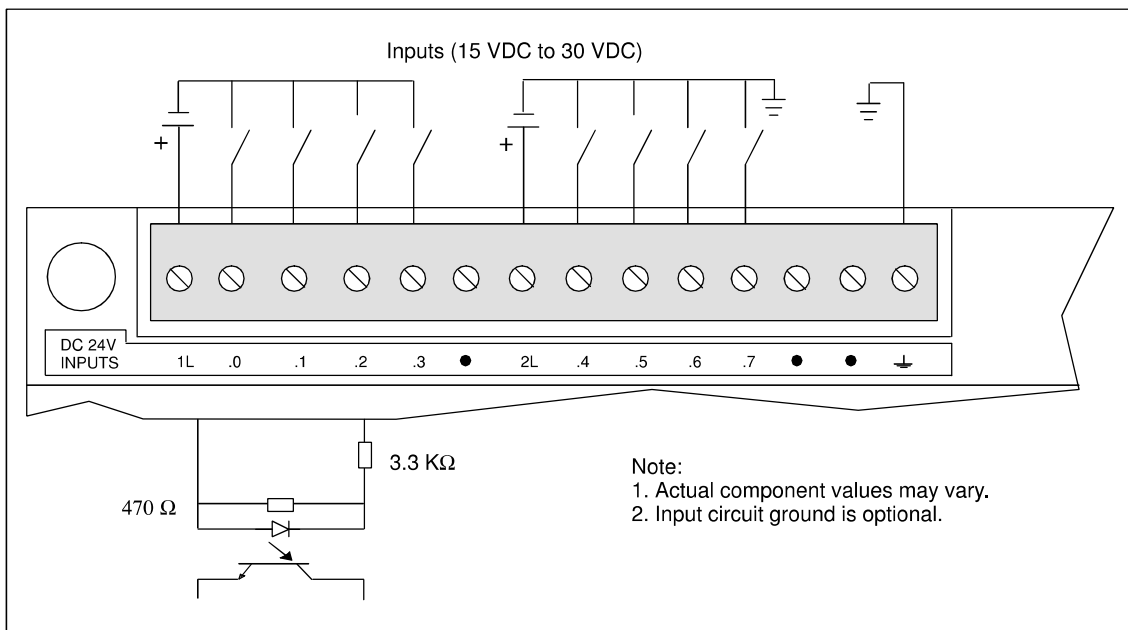 Inputs (15 VDC to 30 VDC)
+
+
DC 24V
INPUTS
1L .0 .1 .2 .3 ● 2L .4 .5 .6 .7 ● ●
3.3 KΩ
470 Ω
Note:
1. Actual component values may vary.
2. Input circuit ground is optional.